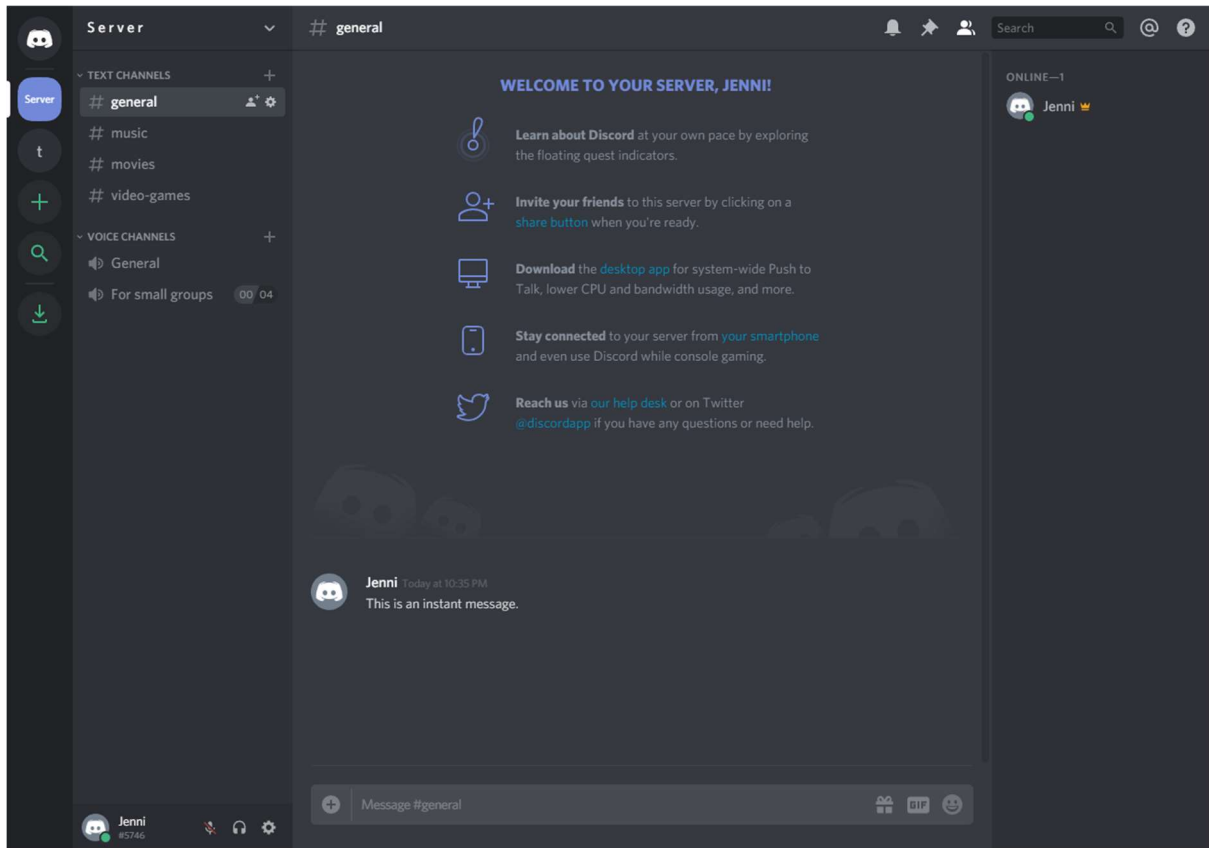 Server
# general
Search
TEXT CHANNELS
Server
# general
# music
t
# movies
# video-games
VOICE CHANNELS
General
For small groups 00 04
WELCOME TO YOUR SERVER, JENNI!
Learn about Discord at your own pace by exploring
the floating quest indicators.
Invite your friends to this server by clicking on a
share button when you're ready.
Download the desktop app for system-wide Push to
Talk, lower CPU and bandwidth usage, and more.
Stay connected to your server from your smartphone
and even use Discord while console gaming.
Reach us via our help desk or on Twitter
@discordapp if you have any questions or need help.
Jenni Today at 10:35 PM
This is an instant message.
Message #general
GIF
ONLINE—1
Jenni
Jenni
#5746